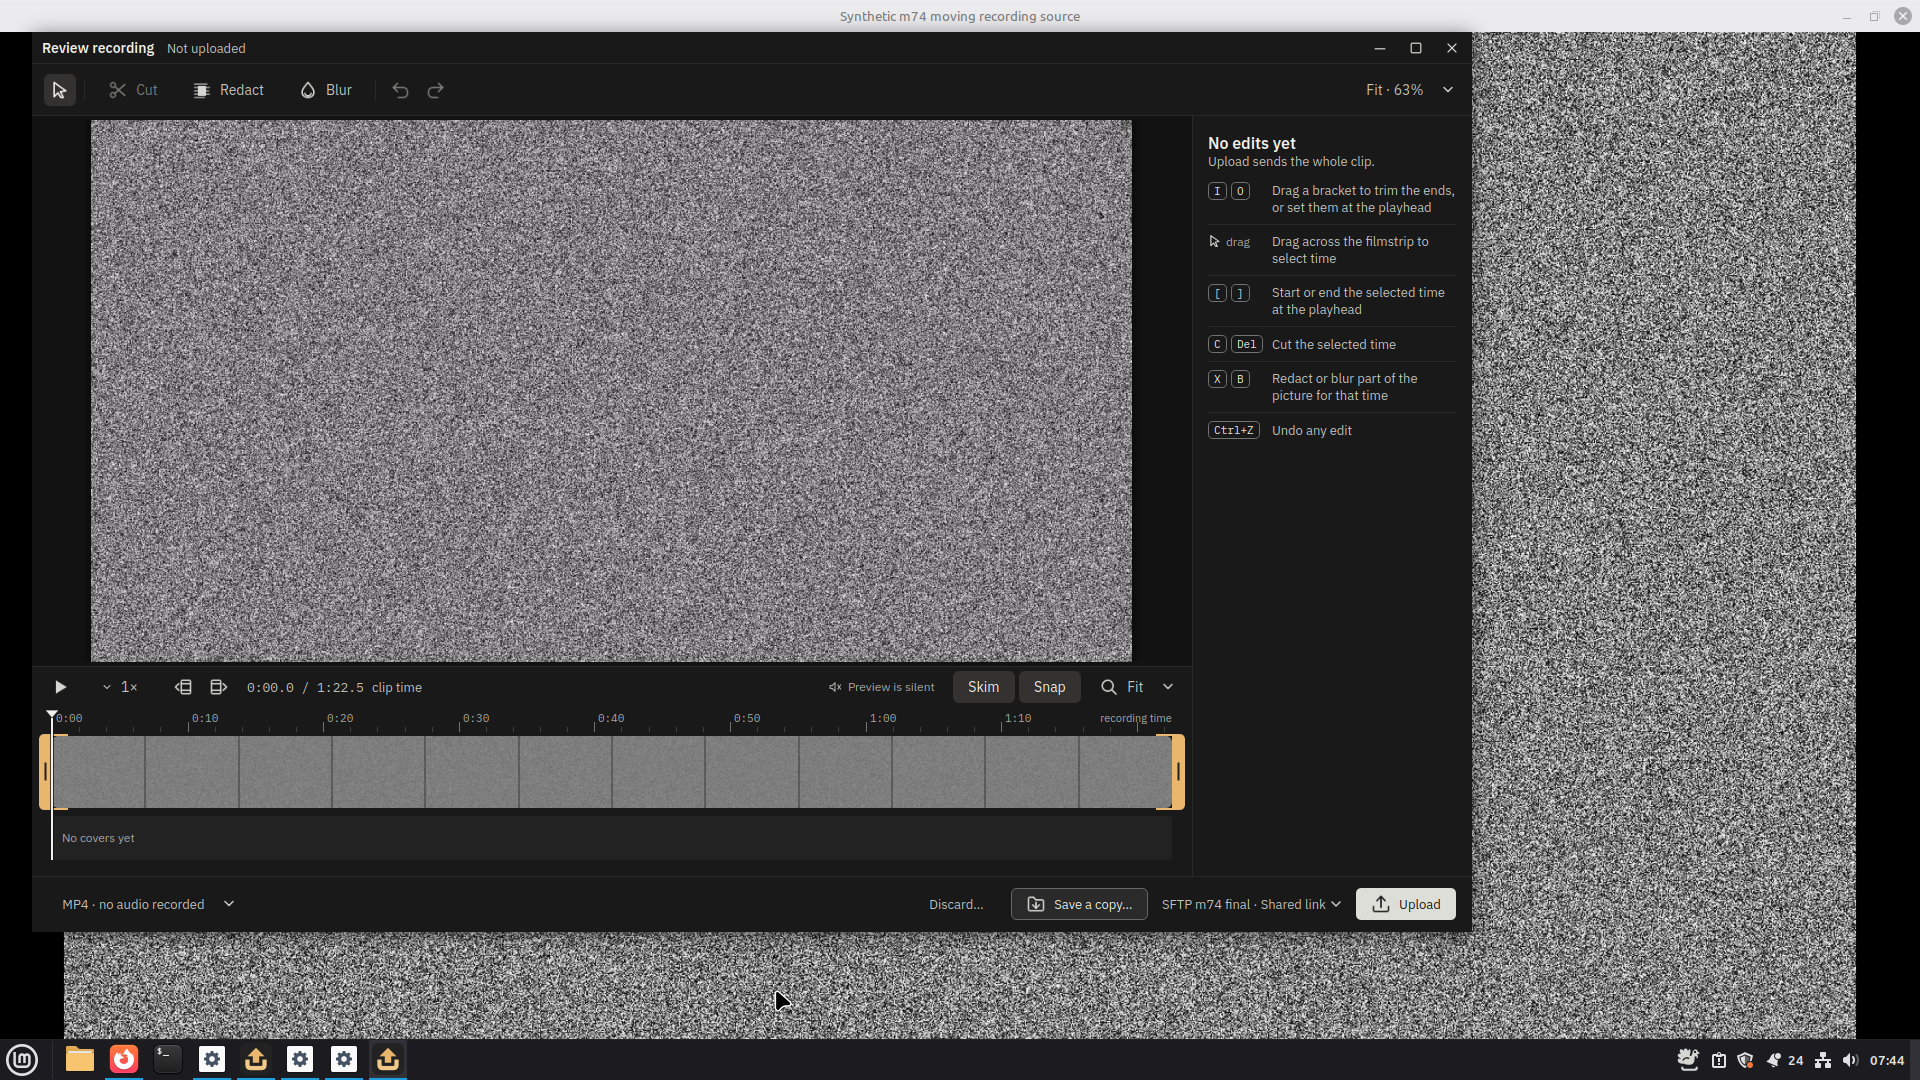 Synthetic m74 moving recording source
Review recording Not uploaded
Cut Redact Blur Fit · 63%
No edits yet
Upload sends the whole clip.
I O Drag a bracket to trim the ends,
or set them at the playhead
drag Drag across the filmstrip to
select time
[ ] Start or end the selected time
at the playhead
C Del Cut the selected time
X B Redact or blur part of the
picture for that time
Ctrl+Z Undo any edit
1× 0:00.0 / 1:22.5 clip time Preview is silent Skim Snap Fit
0:00 0:10 0:20 0:30 0:40 0:50 1:00 1:10 recording time
No covers yet
MP4 · no audio recorded Discard... Save a copy... SFTP m74 final · Shared link Upload
24 07:44